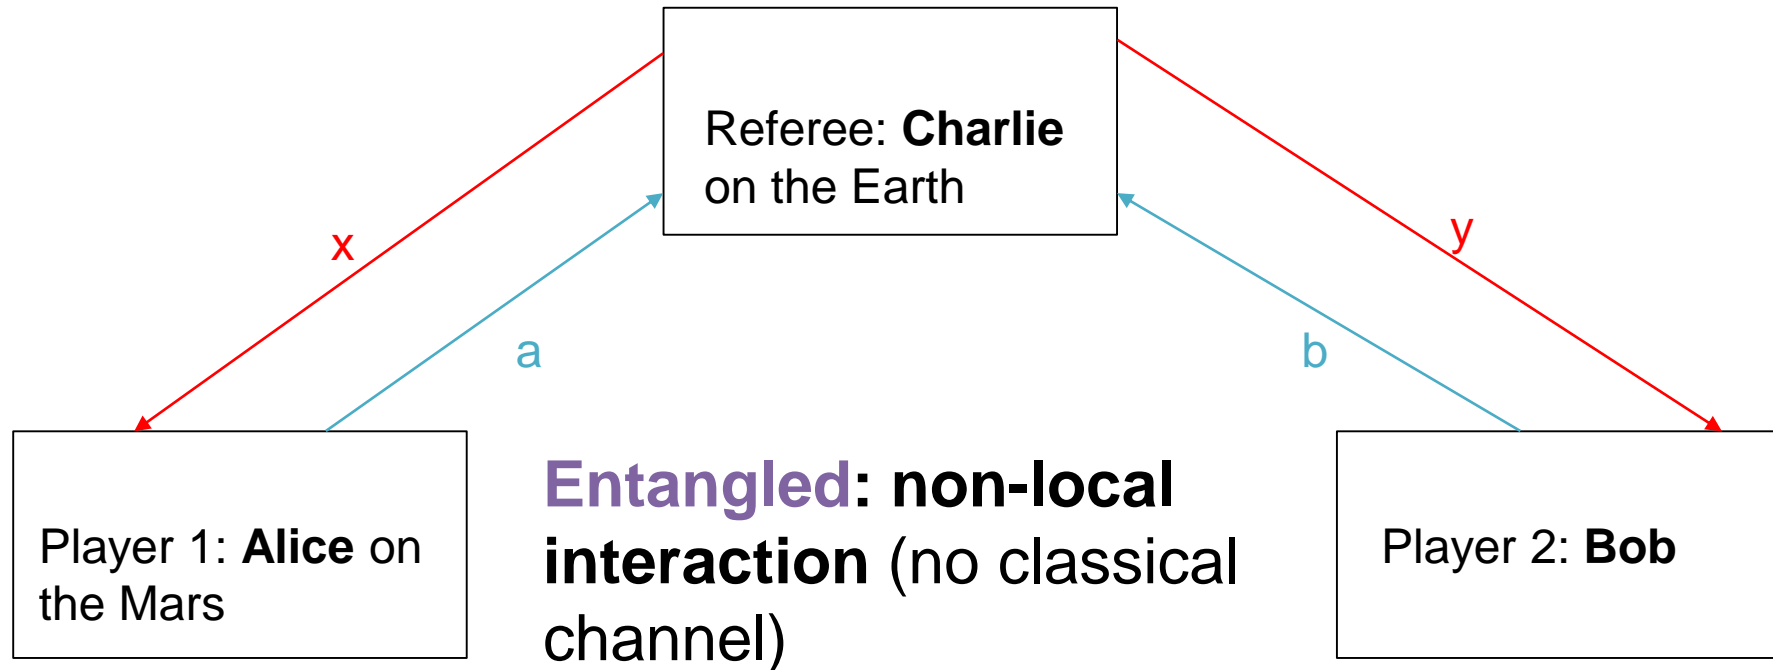 Referee: Charlie
on the Earth
x
y
a
b
Entangled: non-local
interaction (no classical
channel)
Player 1: Alice on
the Mars
Player 2: Bob